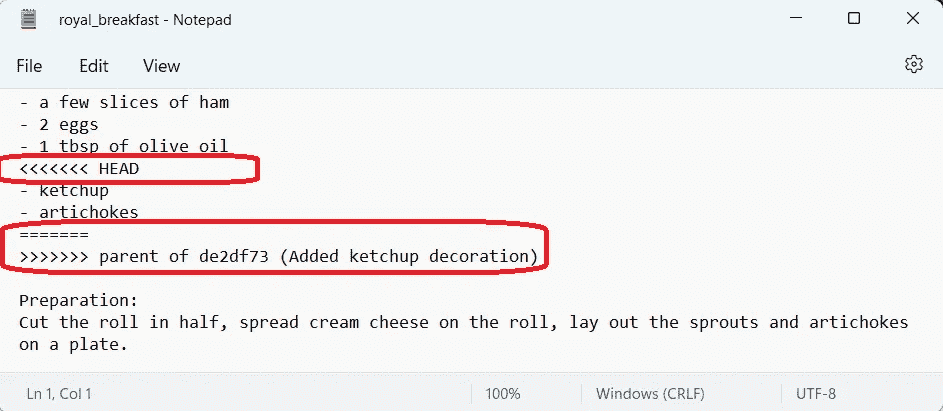 royal_breakfast - Notepad
File Edit View
- a few slices of ham
- 2 eggs
- 1 tbsp of olive oil
<<<<<<< HEAD
- ketchup
- artichokes
=======
>>>>>>> parent of de2df73 (Added ketchup decoration)
Preparation:
Cut the roll in half, spread cream cheese on the roll, lay out the sprouts and artichokes
on a plate.
Ln 1, Col 1 100% Windows (CRLF) UTF-8